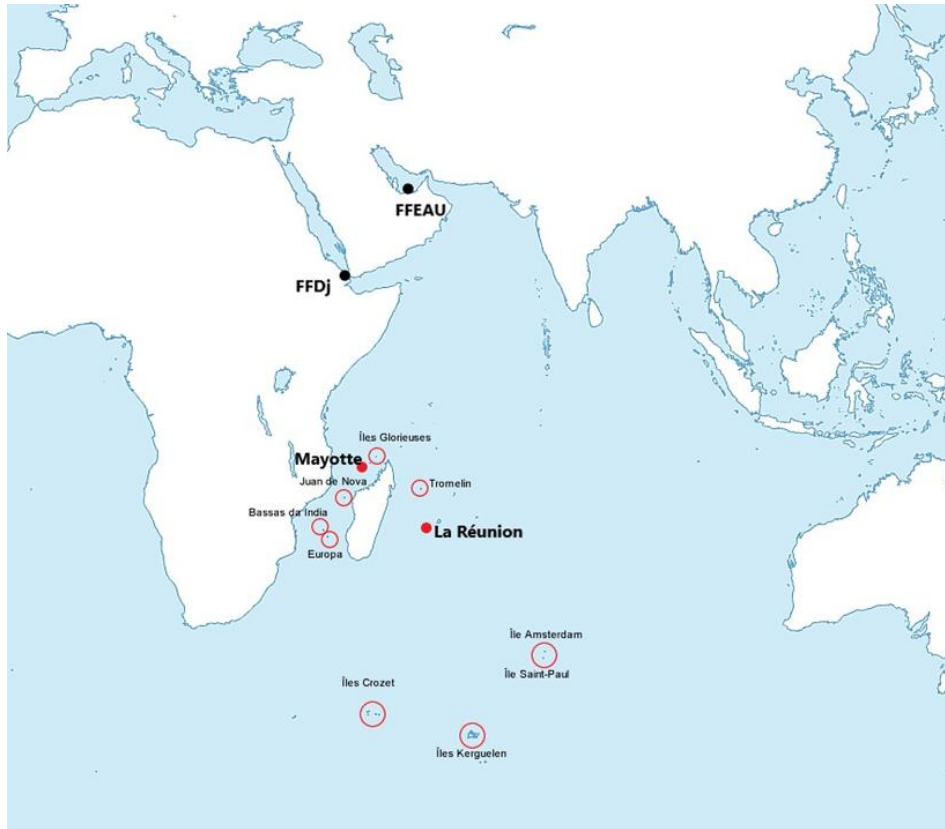 FFEAU
FFDj
Îles Glorieuses
Mayotte
Juan de Nova
Tromelin
Bassas da India
La Réunion
Europa
Île Amsterdam
Île Saint-Paul
Îles Crozet
Îles Kerguelen